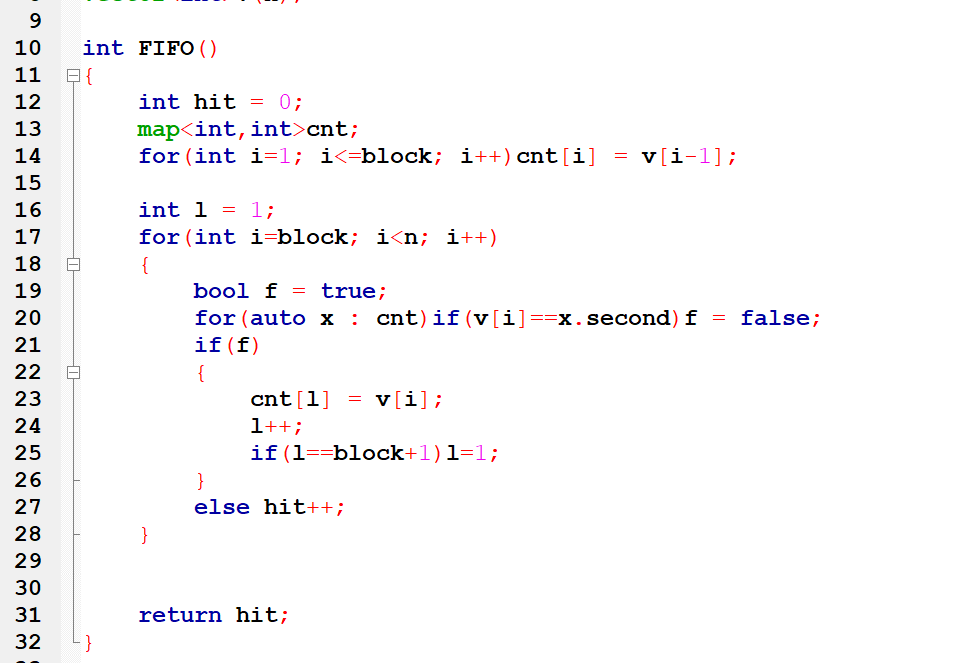 9
10 int FIFO()
11 {
12 int hit = 0;
13 map<int,int>cnt;
14 for(int i=1; i<=block; i++)cnt[i] = v[i-1];
15
16 int l = 1;
17 for(int i=block; i<n; i++)
18 {
19 bool f = true;
20 for(auto x : cnt)if(v[i]==x.second)f = false;
21 if(f)
22 {
23 cnt[l] = v[i];
24 l++;
25 if(l==block+1)l=1;
26 }
27 else hit++;
28 }
29
30
31 return hit;
32 }